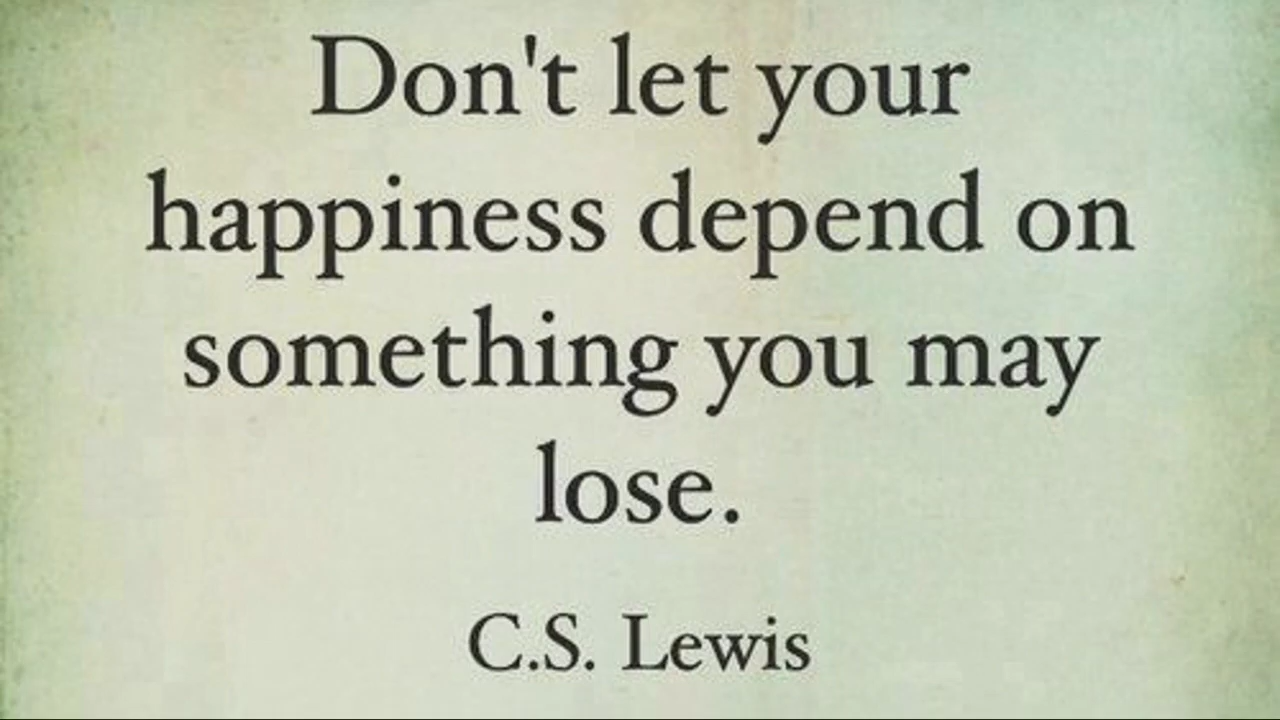 Don't let your
happiness depend on
something you may
lose.
C.S. Lewis